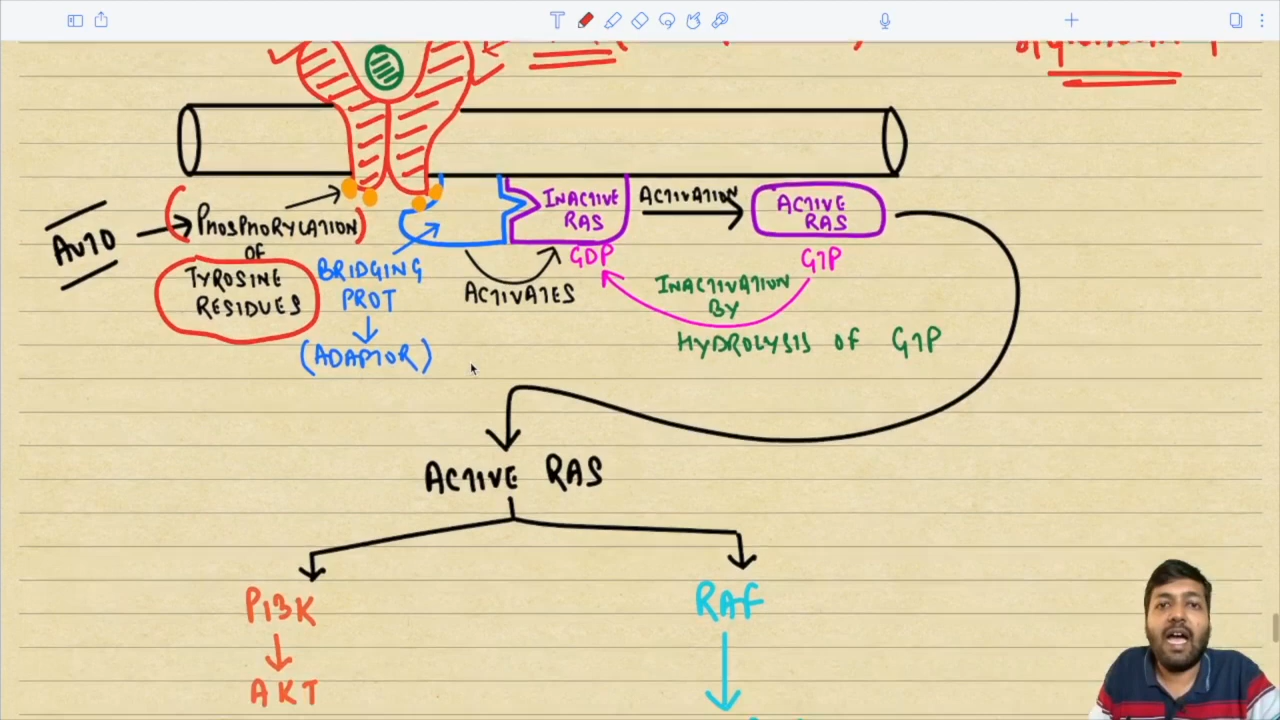 AUTO
PHOSPHORYLATION
OF
TYROSINE
RESIDUES
BRIDGING
PROT
(ADAPTOR)
ACTIVATES
INACTIVE
RAS
GDP
ACTIVATION
ACTIVE
RAS
GTP
INACTIVATION
BY
HYDROLYSIS OF GTP
ACTIVE RAS
PI3K
AKT
RAF